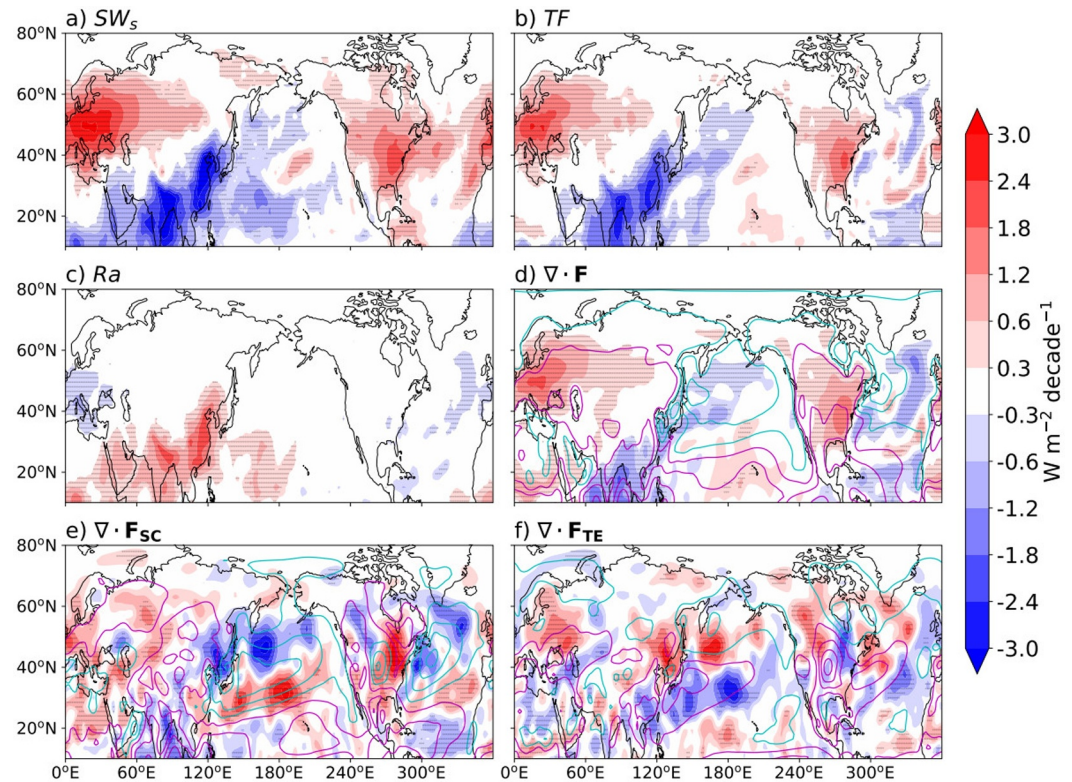 a) SWₛ
b) TF
80°N
60°N
40°N
20°N
c) Ra
d) ∇ · F
80°N
60°N
40°N
20°N
e) ∇ · F_SC
f) ∇ · F_TE
80°N
60°N
40°N
20°N
0°E 60°E 120°E 180°E 240°E 300°E
0°E 60°E 120°E 180°E 240°E 300°E
3.0
2.4
1.8
1.2
0.6
0.3
-0.3
-0.6
-1.2
-1.8
-2.4
-3.0
W m⁻² decade⁻¹